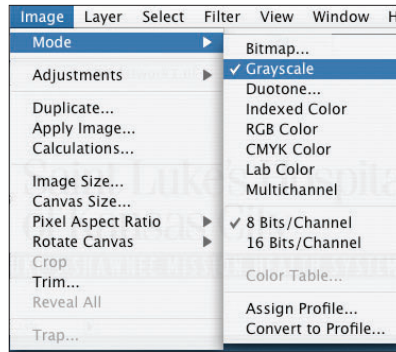 Image Layer Select Filter View Window H
Mode
Adjustments
Duplicate...
Apply Image...
Calculations...
Image Size...
Canvas Size...
Pixel Aspect Ratio
Rotate Canvas
Crop
Trim...
Reveal All
Trap...
Bitmap...
✓ Grayscale
Duotone...
Indexed Color
RGB Color
CMYK Color
Lab Color
Multichannel
✓ 8 Bits/Channel
16 Bits/Channel
Color Table...
Assign Profile...
Convert to Profile...